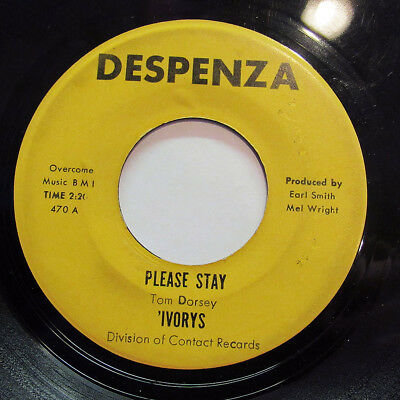 DESPENZA
Overcome
Music BMI
TIME 2:20
470 A
Produced by
Earl Smith
Mel Wright
PLEASE STAY
Tom Dorsey
'IVORYS
Division of Contact Records